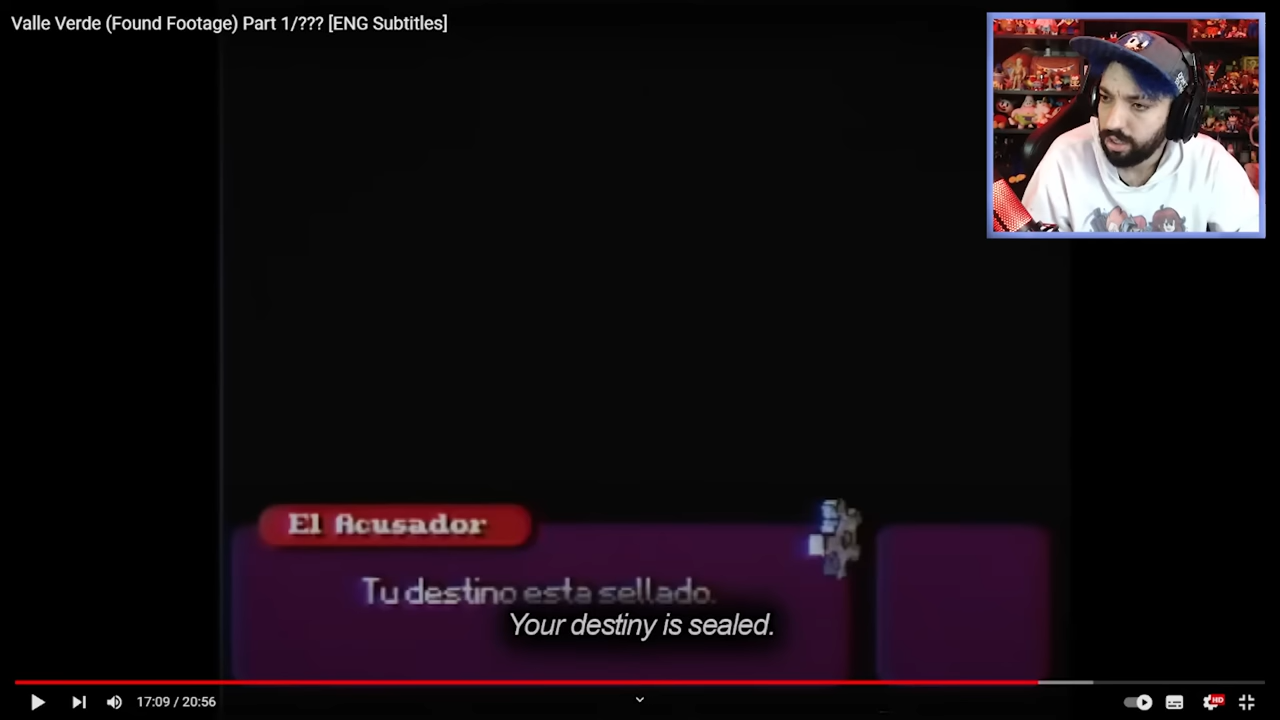 Valle Verde (Found Footage) Part 1/??? [ENG Subtitles]
El Acusador
Tu destino esta sellado.
Your destiny is sealed.
17:09 / 20:56
HD